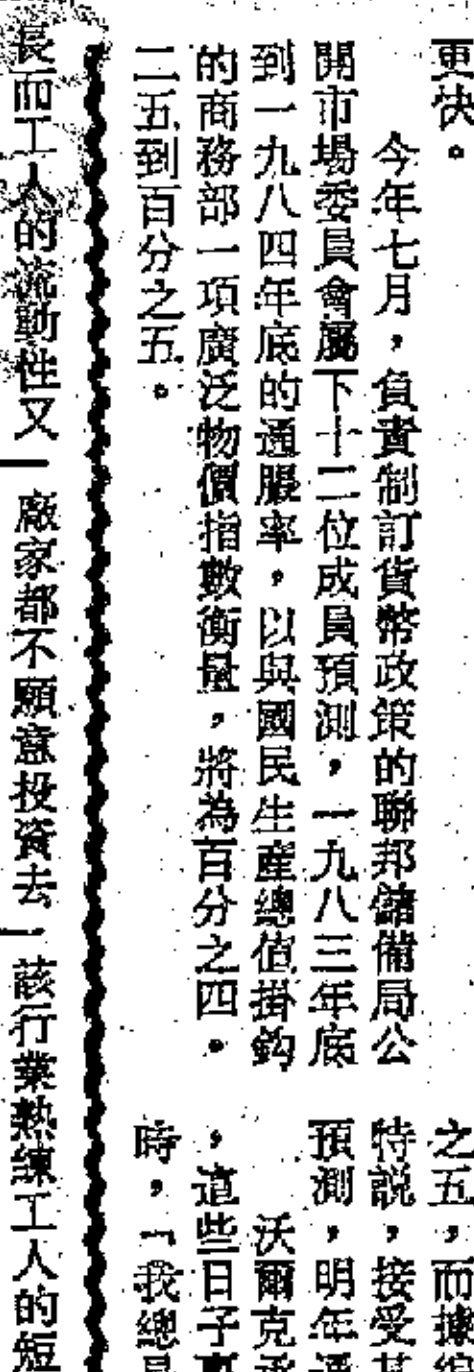 更快。
今年七月，負責制訂貨幣政策的聯邦儲備局公
開市場委員會屬下十二位成員預測，一九八三年底
到一九八四年底的通脹率，以與國民生產總值掛鈎
的商務部一項廣泛物價指數衡量，將為百分之四。
二五到百分之五。
之五，而據
特説，接受
預測，明年通
沃爾克
，這些日子
時，「我總
長而工人的流動性又
廠家都不願意投資去
該行業熟練工人的短